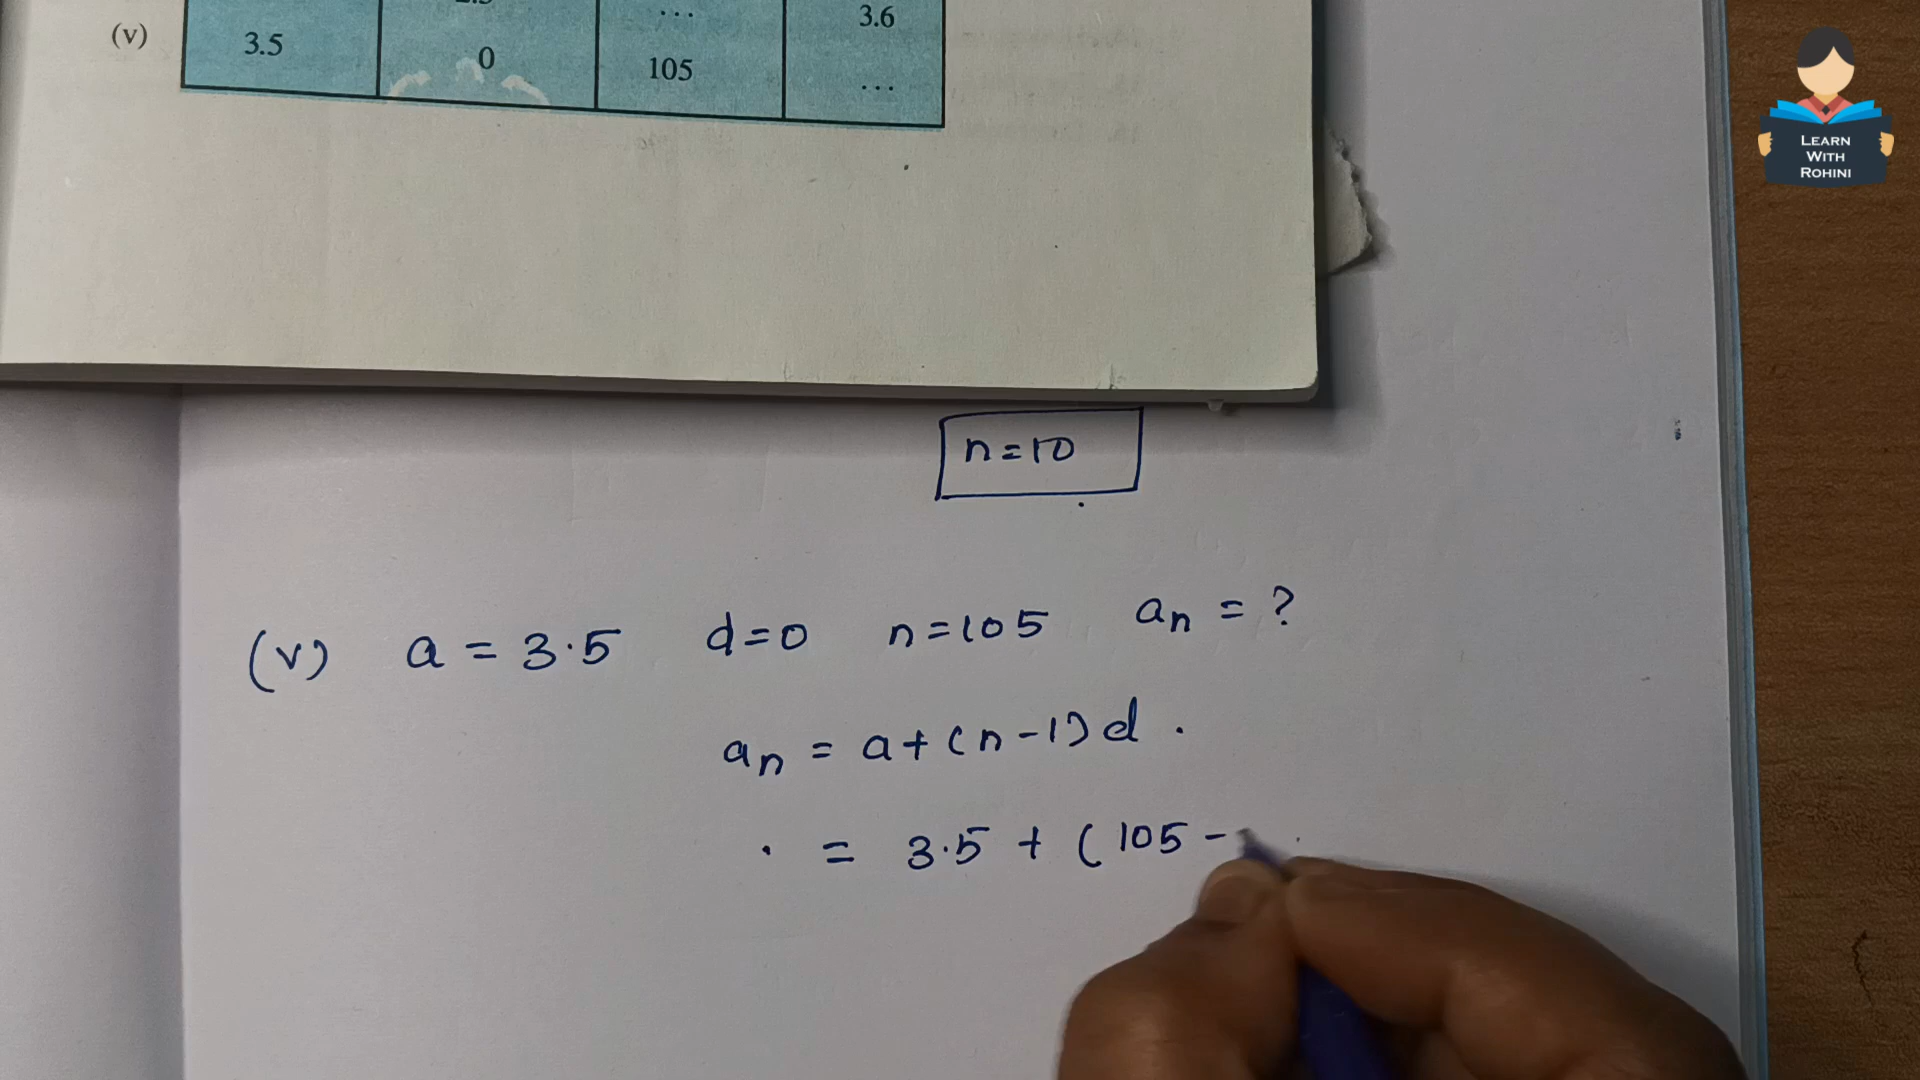 ... 3.6
(v) 3.5 0 105 ...
LEARN
WITH
ROHINI
n=10
(v) a = 3.5 d=0 n=105 an = ?
an = a+(n-1)d.
= 3.5 + (105 -